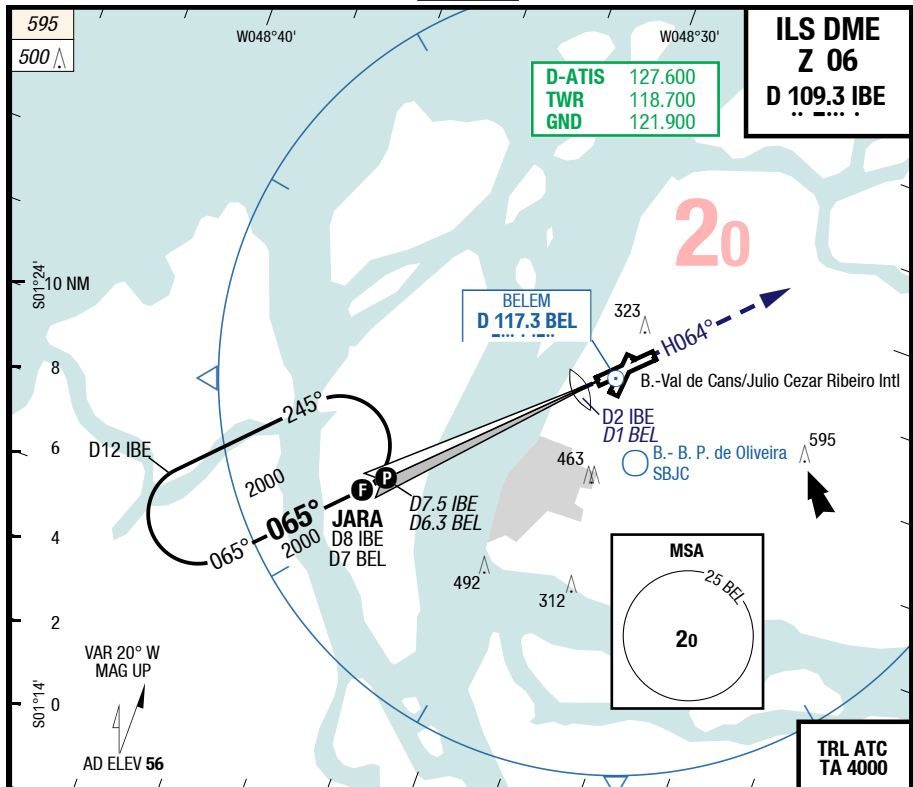 595
500
W048°40'
W048°30'
ILS DME
Z 06
D 109.3 IBE
D-ATIS 127.600
TWR 118.700
GND 121.900
20
S01°24'
10 NM
BELEM
D 117.3 BEL
323
H064°
8
B.-Val de Cans/Julio Cezar Ribeiro Intl
245°
D2 IBE
D1 BEL
D12 IBE
6
463
B.- B. P. de Oliveira
SBJC
595
2000
F
P
D7.5 IBE
D6.3 BEL
065°
065°
2000
JARA
D8 IBE
D7 BEL
4
492
312
MSA
25 BEL
20
2
VAR 20° W
MAG UP
S01°14'
0
AD ELEV 56
TRL ATC
TA 4000